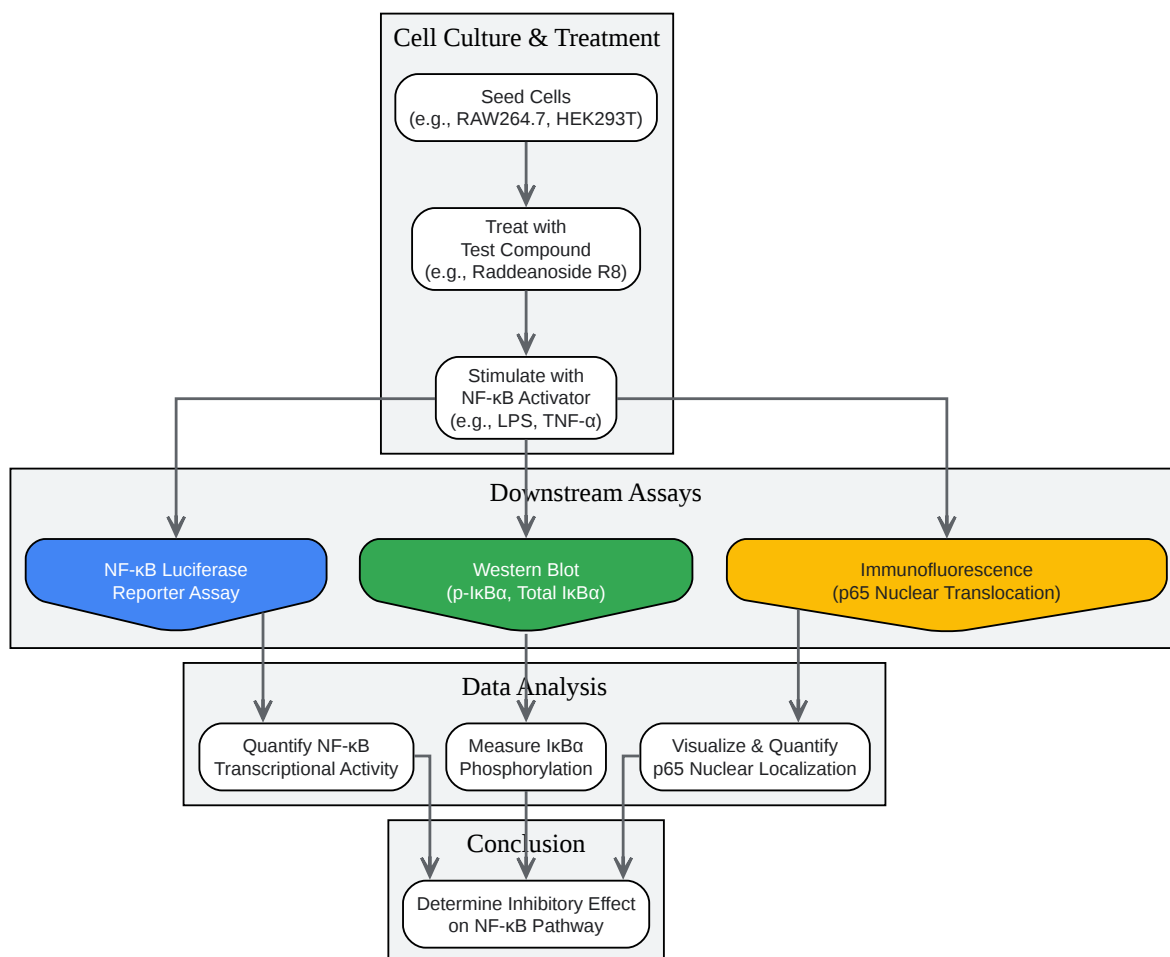 Cell Culture & Treatment
Seed Cells
(e.g., RAW264.7, HEK293T)
Treat with
Test Compound
(e.g., Raddeanoside R8)
Stimulate with
NF-κB Activator
(e.g., LPS, TNF-α)
Downstream Assays
NF-κB Luciferase
Reporter Assay
Western Blot
(p-IκBα, Total IκBα)
Immunofluorescence
(p65 Nuclear Translocation)
Data Analysis
Quantify NF-κB
Transcriptional Activity
Measure IκBα
Phosphorylation
Visualize & Quantify
p65 Nuclear Localization
Conclusion
Determine Inhibitory Effect
on NF-κB Pathway